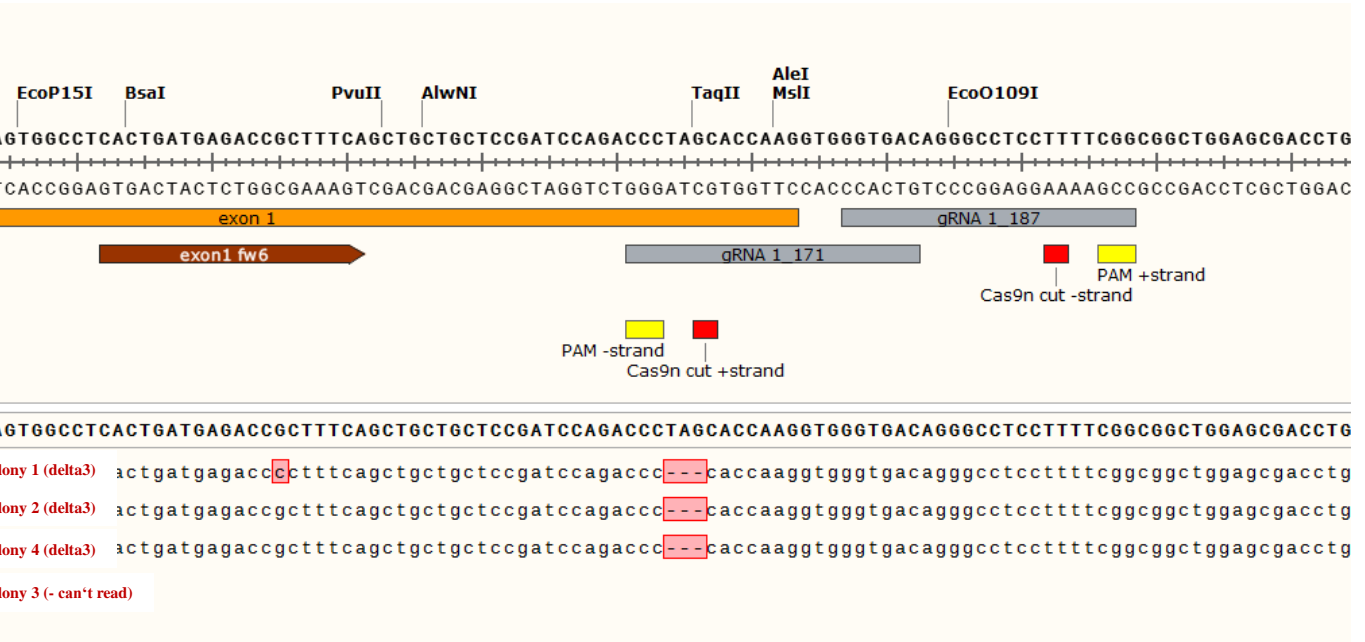 AleI
EcoP15I BsaI PvuII AlwNI TaqII MslI EcoO109I
AGTGGCCTCACTGATGAGACCGCTTTCAGCTGCTGCTCCGATCCAGACCCTAGCACCAAGGTGGGTGACAGGGCCTCCTTTTCGGCGGCTGGAGCGACCTG
TCACCGGAGTGACTACTCTGGCGAAAGTCGACGACGAGGCTAGGTCTGGGATCGTGGTTCCACCCACTGTCCCGGAGGAAAAGCCGCCGACCTCGCTGGAC
exon 1 gRNA 1_187
exon1 fw6 gRNA 1_171
PAM +strand
Cas9n cut -strand
PAM -strand
Cas9n cut +strand
AGTGGCCTCACTGATGAGACCGCTTTCAGCTGCTGCTCCGATCCAGACCCTAGCACCAAGGTGGGTGACAGGGCCTCCTTTTCGGCGGCTGGAGCGACCTG
lony 1 (delta3) actgatgagacccctttcagctgctgctccgatccagaccc---caccaaggtgggtgacagggcctccttttcggcggctggagcgacctg
lony 2 (delta3) actgatgagaccgctttcagctgctgctccgatccagaccc---caccaaggtgggtgacagggcctccttttcggcggctggagcgacctg
lony 4 (delta3) actgatgagaccgctttcagctgctgctccgatccagaccc---caccaaggtgggtgacagggcctccttttcggcggctggagcgacctg
lony 3 (- can‘t read)